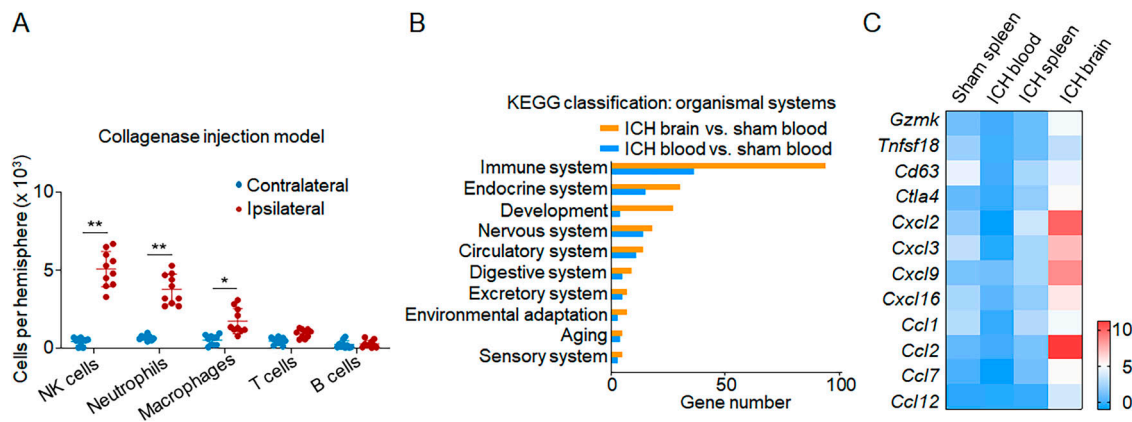 A
Collagenase injection model
Contralateral
Ipsilateral
Cells per hemisphere (x 10³)
10
5
0
**
**
*
NK cells
Neutrophils
Macrophages
T cells
B cells
B
KEGG classification: organismal systems
ICH brain vs. sham blood
ICH blood vs. sham blood
Immune system
Endocrine system
Development
Nervous system
Circulatory system
Digestive system
Excretory system
Environmental adaptation
Aging
Sensory system
0
100
Gene number
C
Sham spleen
ICH blood
ICH spleen
ICH brain
Gzmk
Tnfsf18
Cd63
Ctla4
Cxcl2
Cxcl3
Cxcl9
Cxcl16
Ccl1
Ccl2
Ccl7
Ccl12
10
5
0